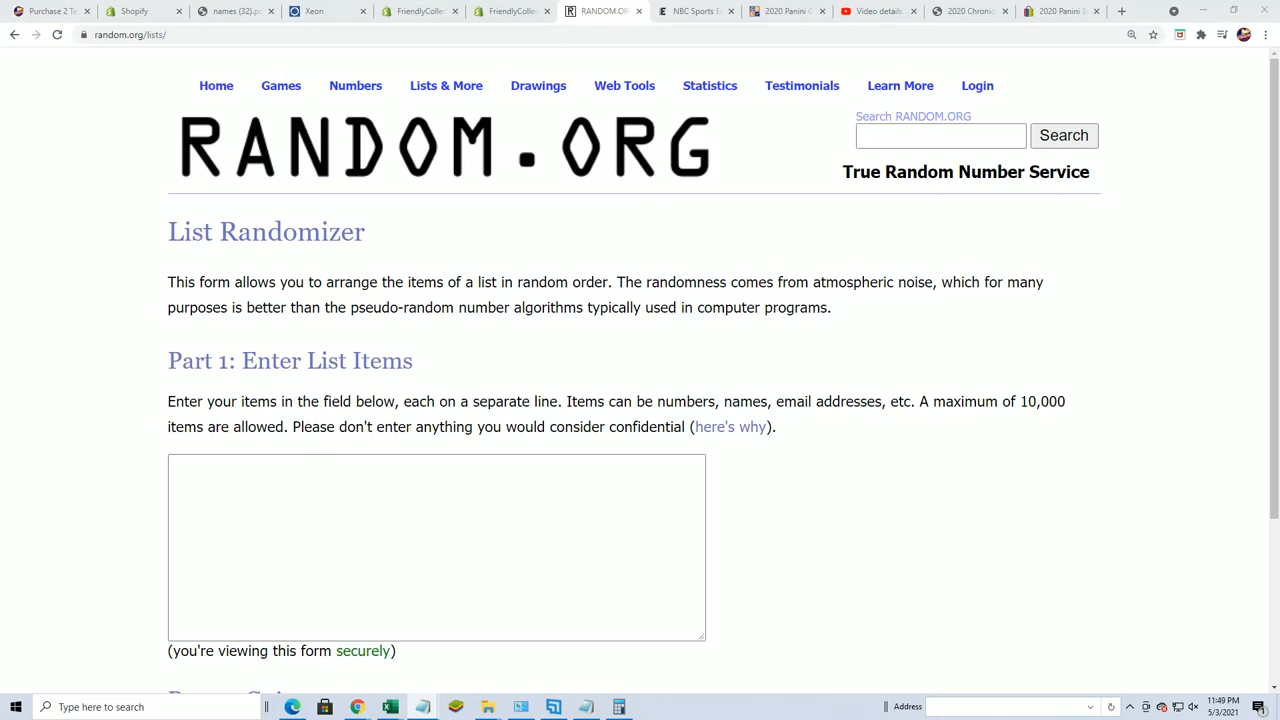 Purchase 2 Te
Shopify
names (32).p
Xeon
FriendlyColle
FriendlyColle
RANDOM.OR
NBC Sports E
2020 Panini C
Video details
2020 Chronic
2020 Panini S
random.org/lists/
Home Games Numbers Lists & More Drawings Web Tools Statistics Testimonials Learn More Login
RANDOM.ORG
Search RANDOM.ORG
Search
True Random Number Service
List Randomizer
This form allows you to arrange the items of a list in random order. The randomness comes from atmospheric noise, which for many
purposes is better than the pseudo-random number algorithms typically used in computer programs.
Part 1: Enter List Items
Enter your items in the field below, each on a separate line. Items can be numbers, names, email addresses, etc. A maximum of 10,000
items are allowed. Please don't enter anything you would consider confidential (here's why).
(you're viewing this form securely)
Type here to search
Address
11:49 PM
5/3/2021